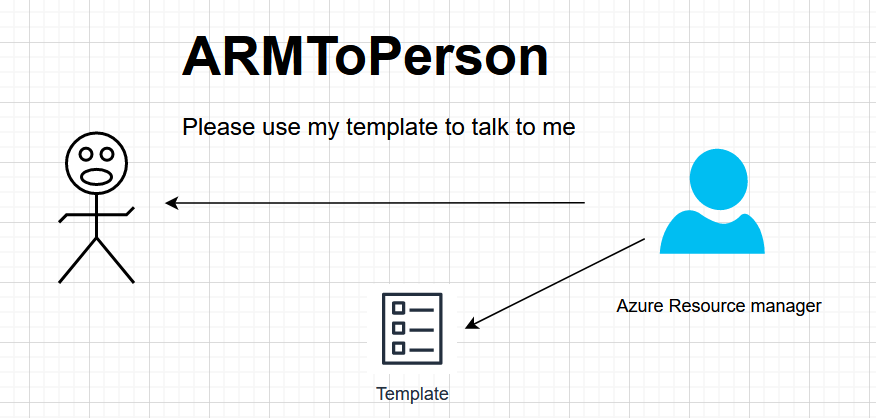 ARMToPerson
Please use my template to talk to me
Azure Resource manager
Template